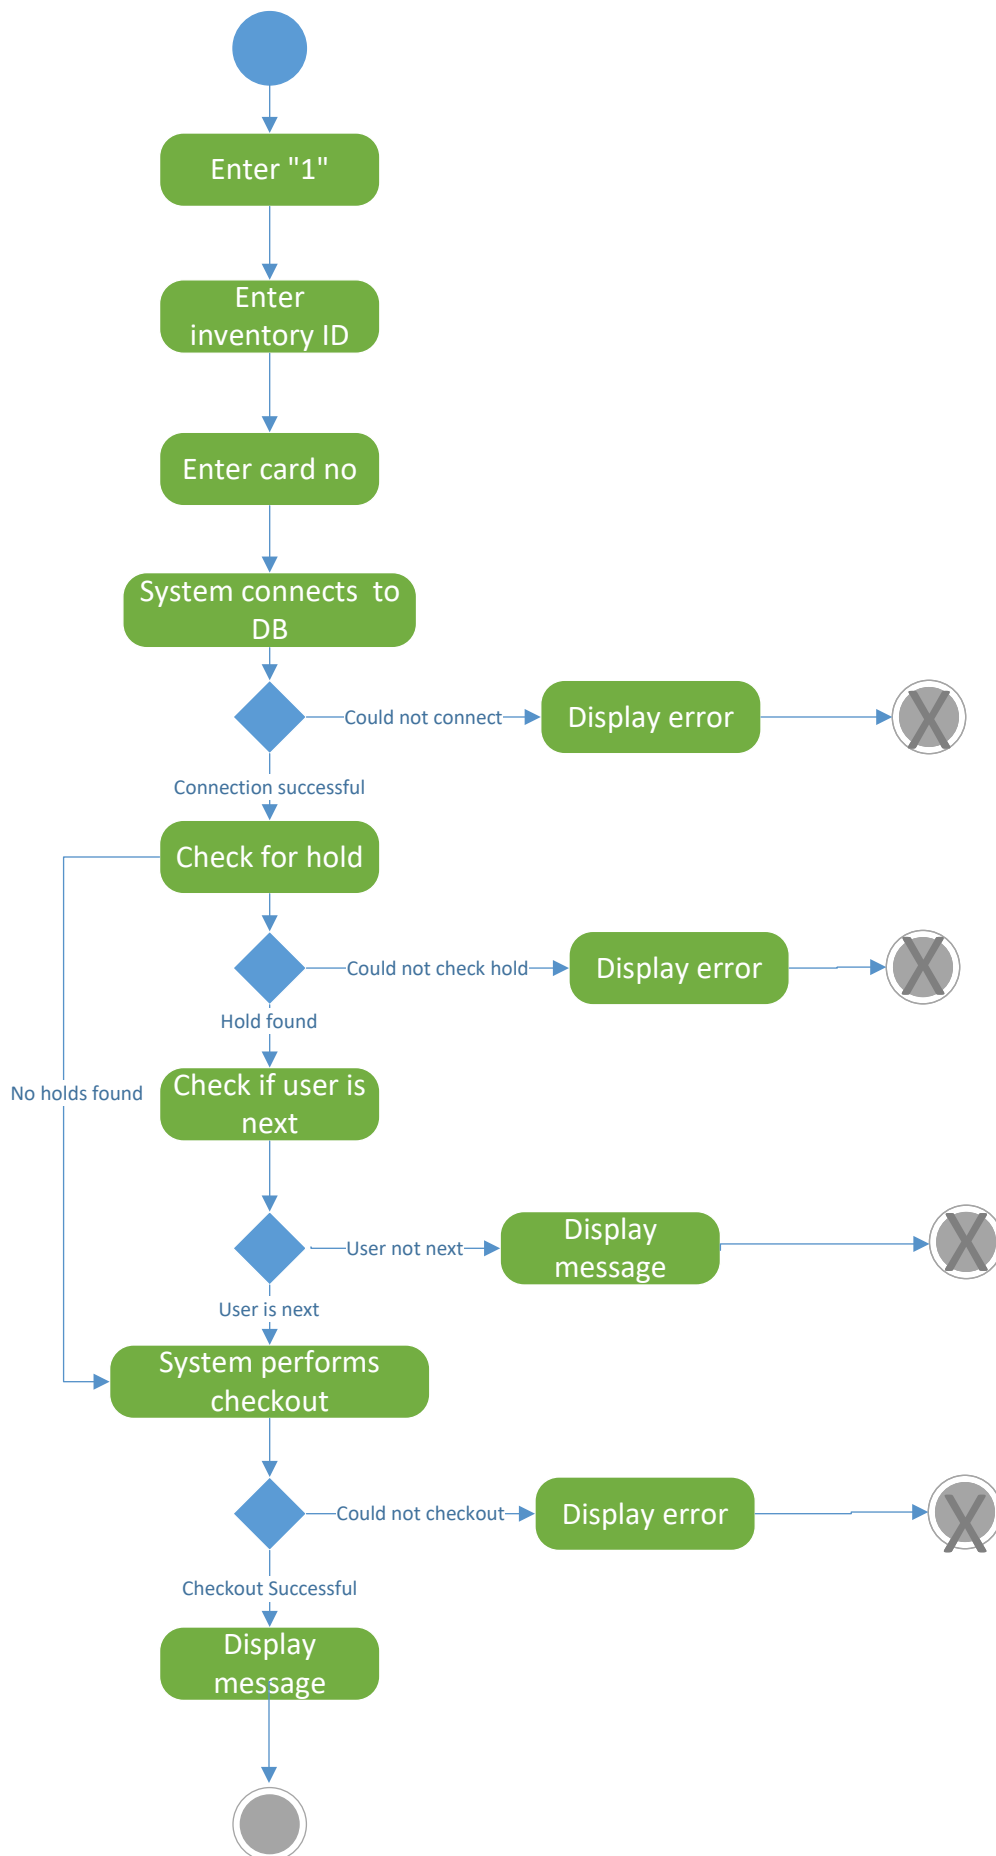 Enter "1"
Enter
inventory ID
Enter card no
System connects  to
DB
Could not connect
Display error
X
Connection successful
Check for hold
Could not check hold
Display error
X
Hold found
No holds found
Check if user is
next
User not next
Display
message
X
User is next
System performs
checkout
Could not checkout
Display error
X
Checkout Successful
Display
message